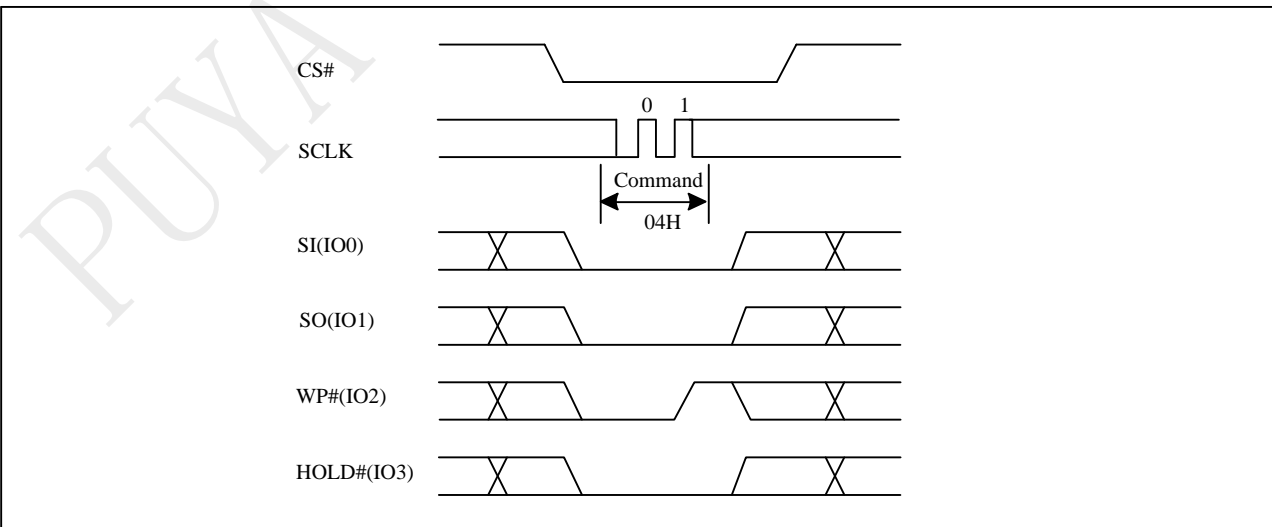 PUYA
CS#
0 1
SCLK
Command
04H
SI(IO0)
SO(IO1)
WP#(IO2)
HOLD#(IO3)